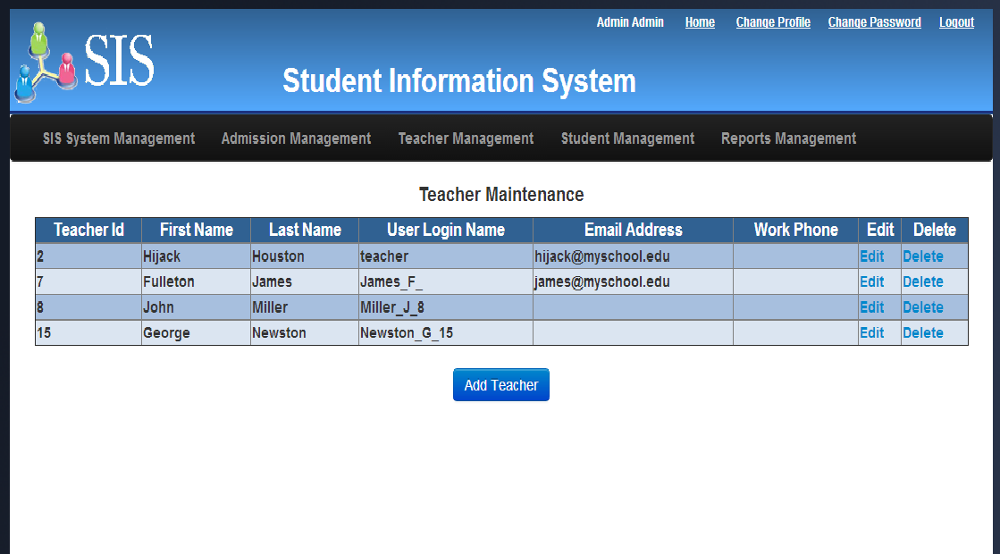 Admin Admin Home Change Profile Change Password Logout
SIS
Student Information System
SIS System Management Admission Management Teacher Management Student Management Reports Management
Teacher Maintenance
Teacher Id First Name Last Name User Login Name Email Address Work Phone Edit Delete
2 Hijack Houston teacher hijack@myschool.edu Edit Delete
7 Fulleton James James_F_ james@myschool.edu Edit Delete
8 John Miller Miller_J_8 Edit Delete
15 George Newston Newston_G_15 Edit Delete
Add Teacher